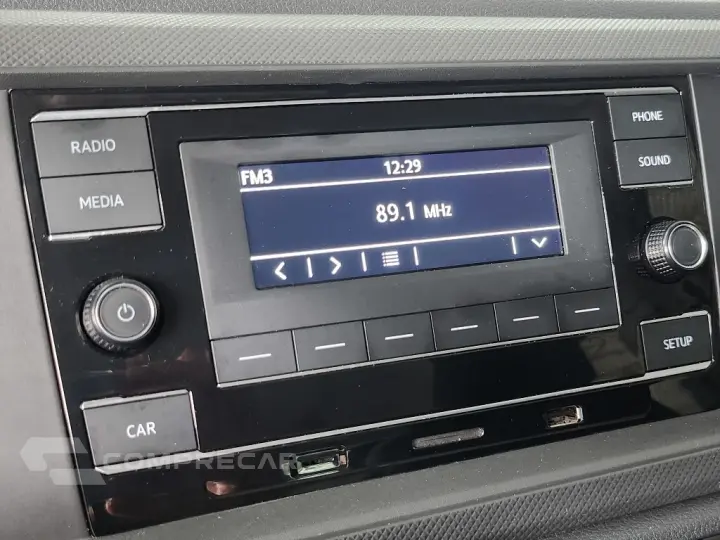 RADIO
PHONE
MEDIA
SOUND
FM3
12:29
89.1 MHz
SETUP
CAR
COMPRECAR